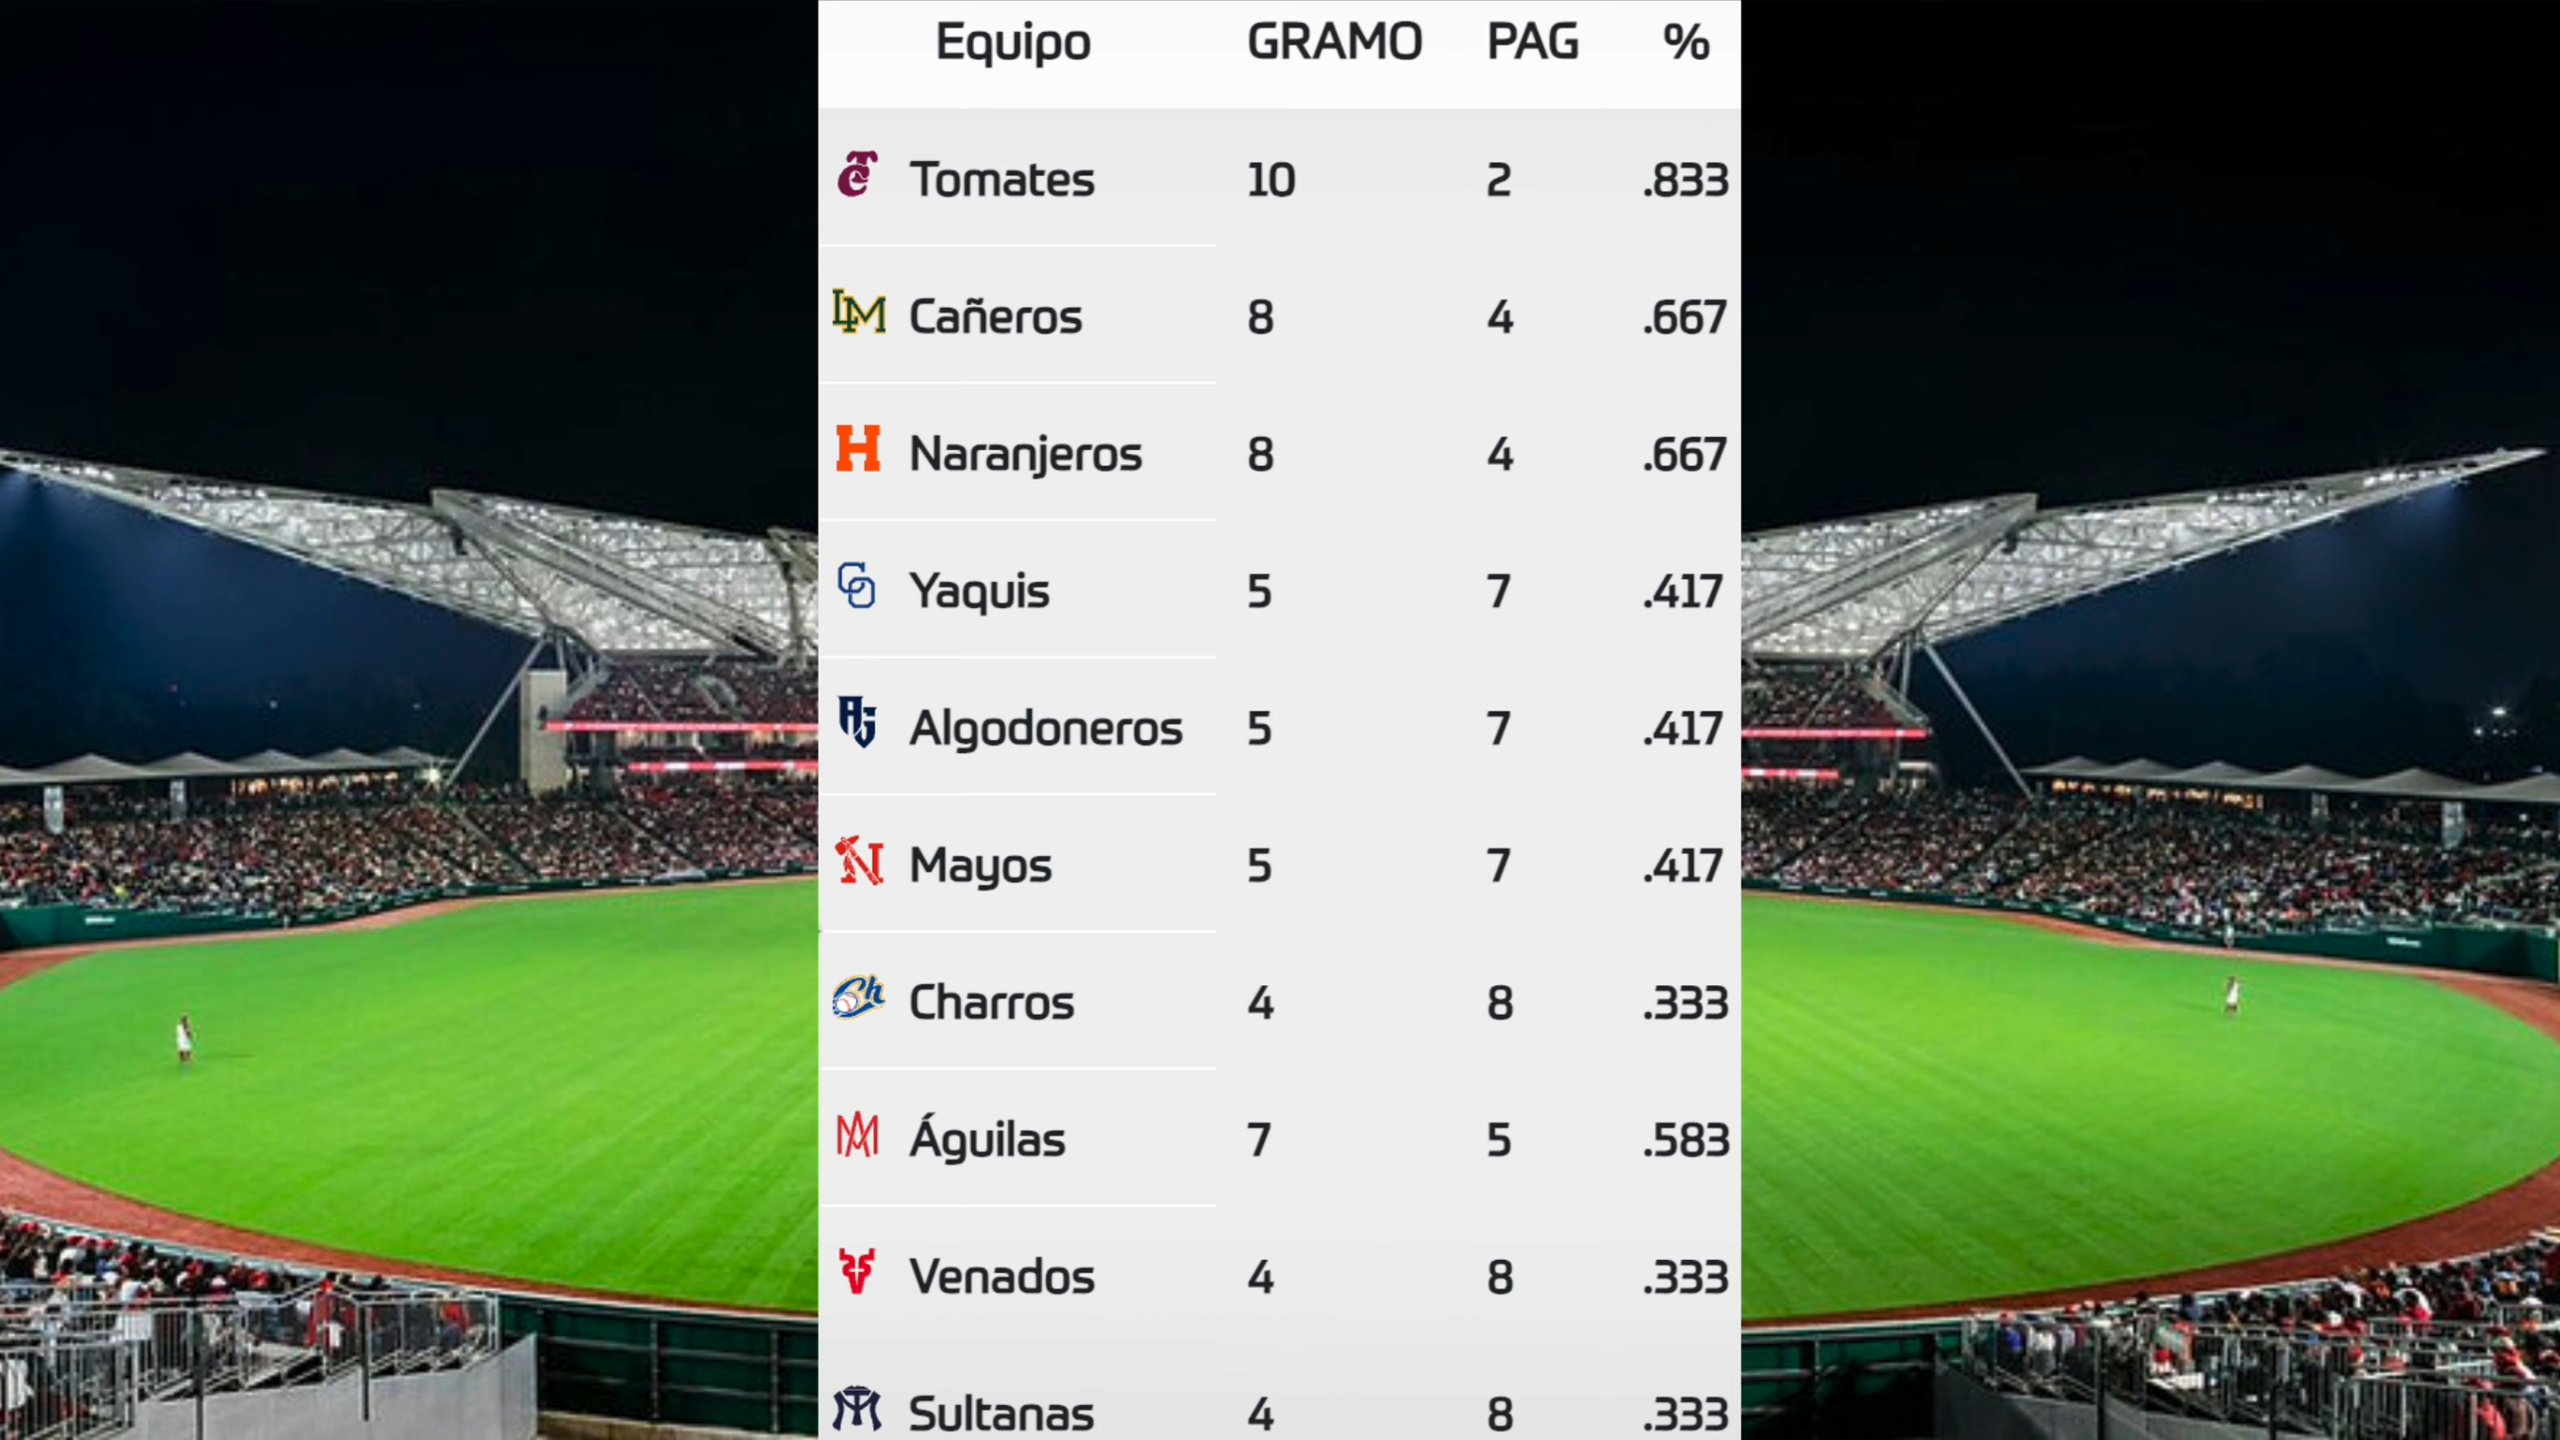 Equipo GRAMO PAG %
Tomates 10 2 .833
Cañeros 8 4 .667
Naranjeros 8 4 .667
Yaquis 5 7 .417
Algodoneros 5 7 .417
Mayos 5 7 .417
Charros 4 8 .333
Águilas 7 5 .583
Venados 4 8 .333
Sultanas 4 8 .333